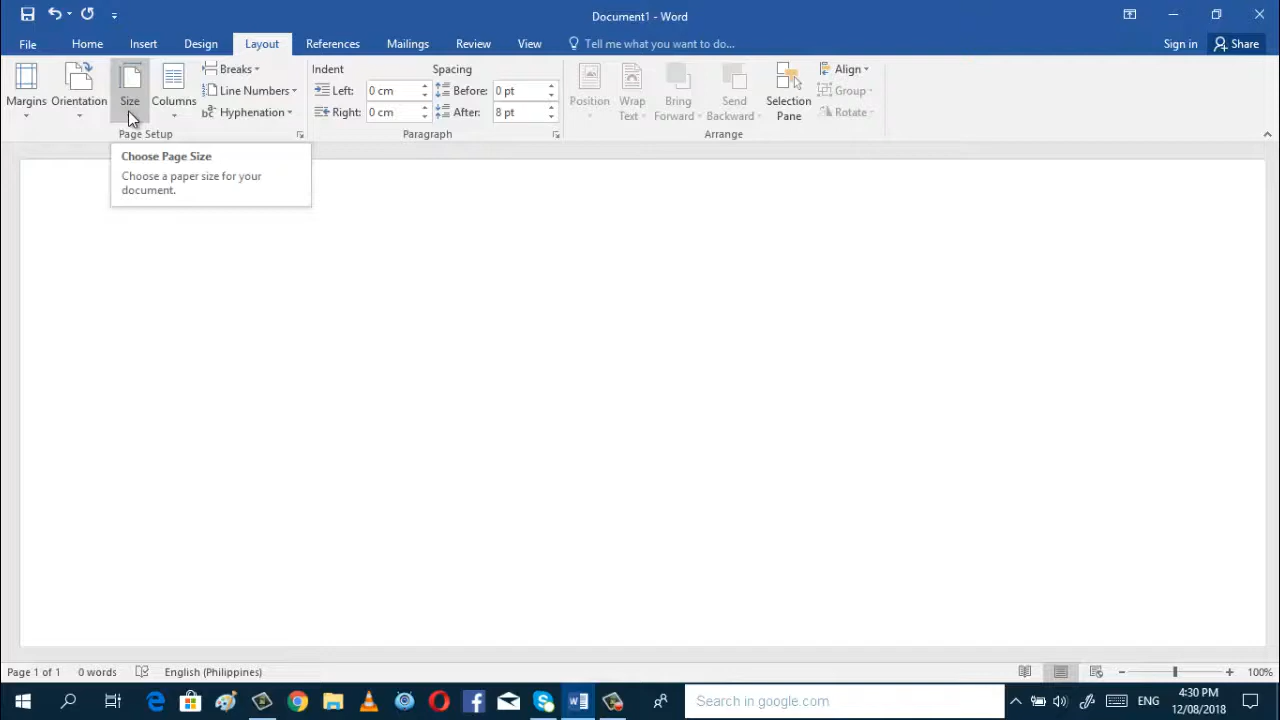 Document1 - Word
File Home Insert Design Layout References Mailings Review View Tell me what you want to do... Sign in Share
Margins Orientation Size Columns
Breaks
Line Numbers
Hyphenation
Page Setup
Indent Spacing
Left: 0 cm Before: 0 pt
Right: 0 cm After: 8 pt
Paragraph
Position Wrap Text Bring Forward Send Backward Selection Pane
Align
Group
Rotate
Arrange
Choose Page Size
Choose a paper size for your
document.
Page 1 of 1 0 words English (Philippines) 100%
Search in google.com ENG 4:30 PM
12/08/2018